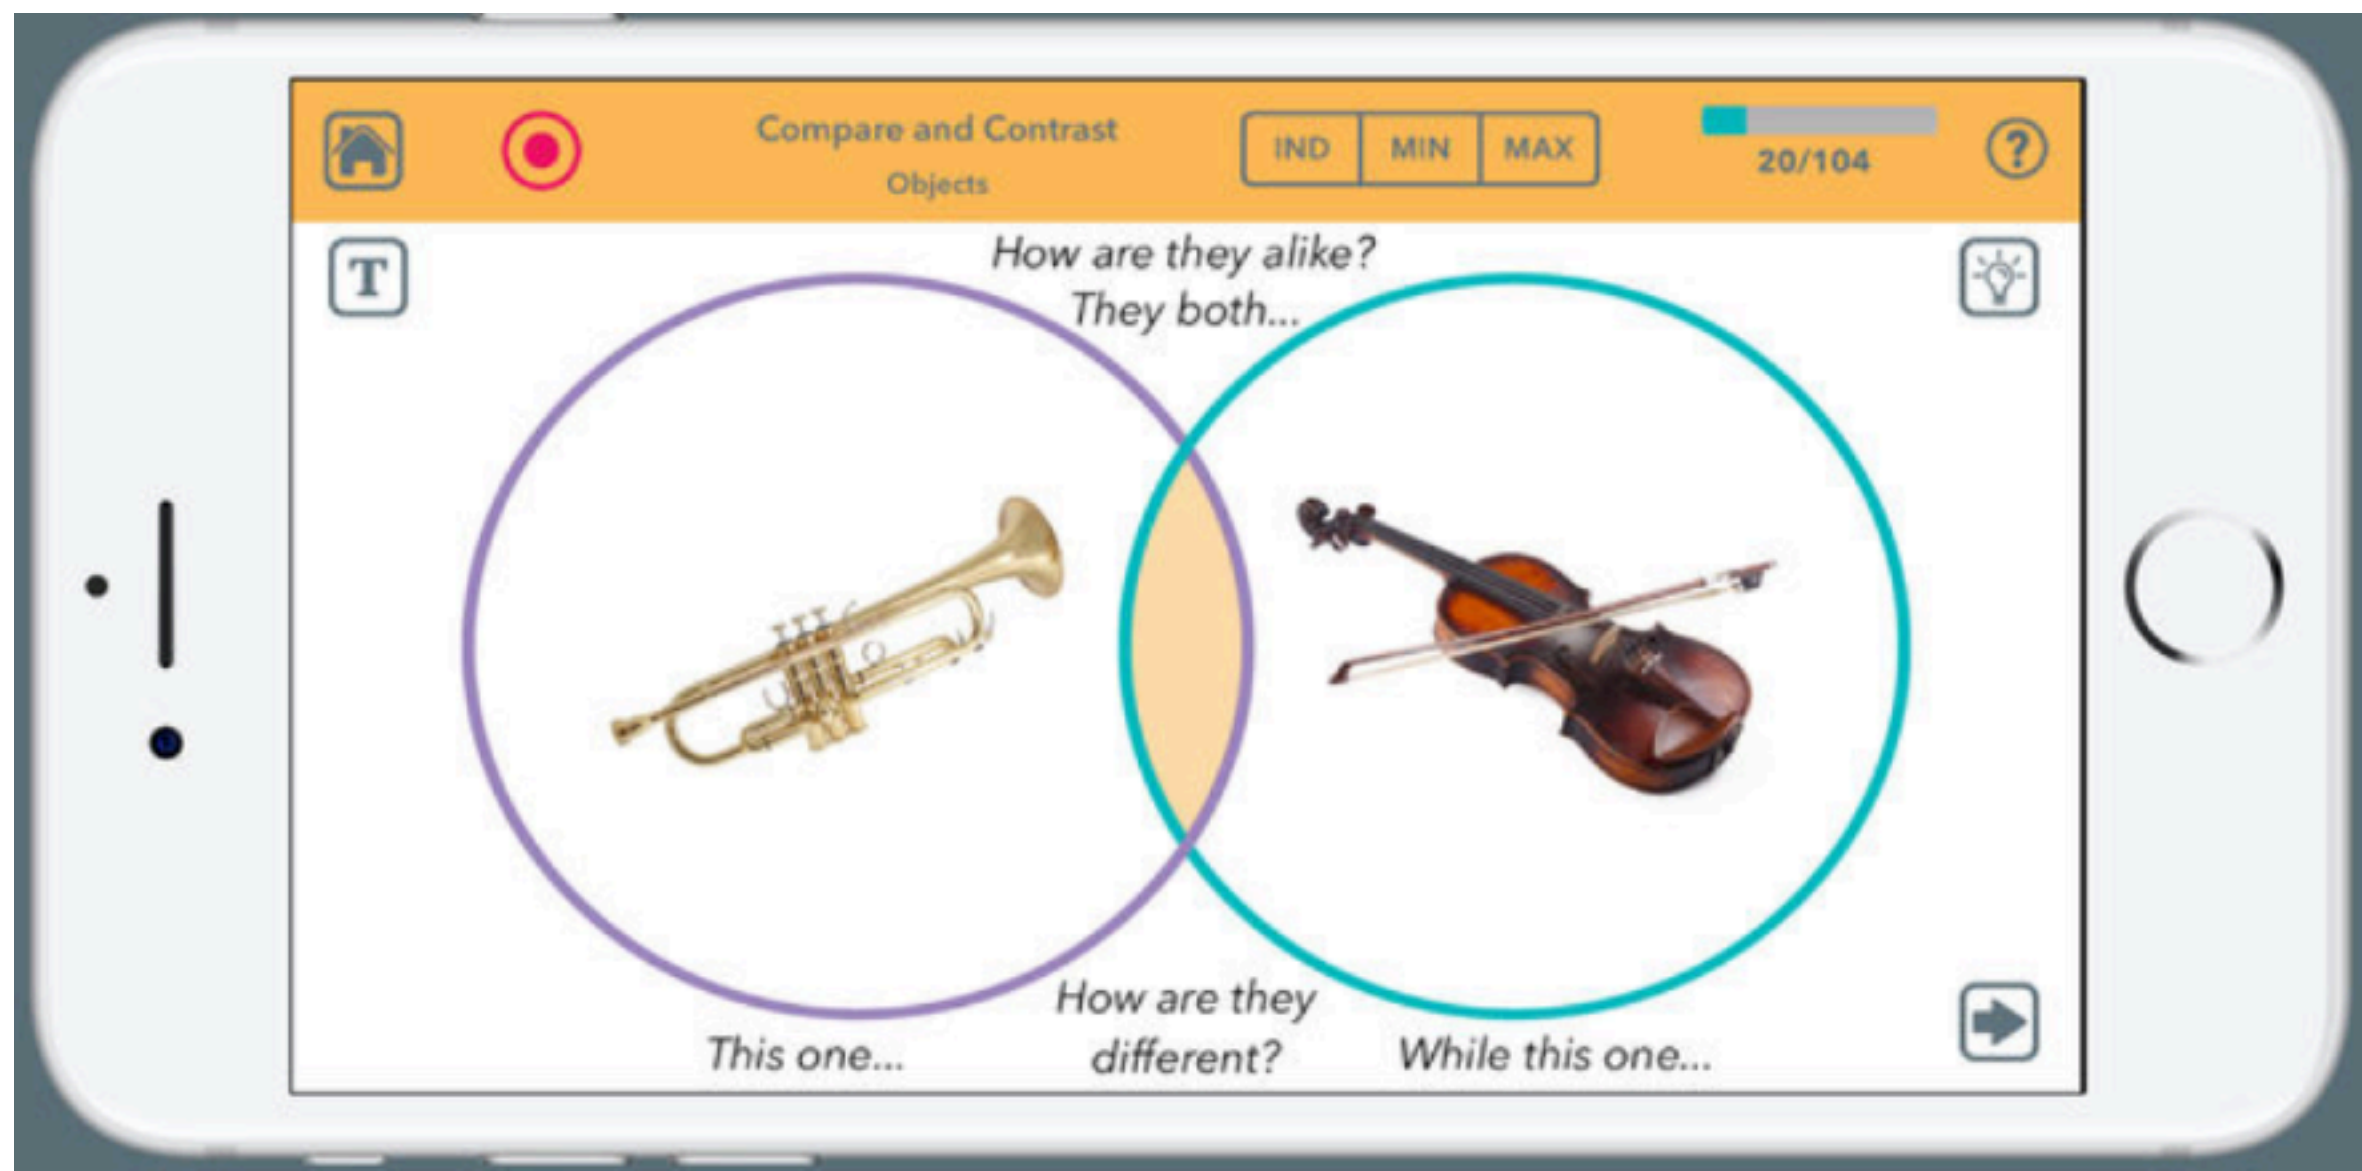 Compare and Contrast
Objects
IND MIN MAX
20/104
?
T
How are they alike?
They both...
How are they
different?
This one...
While this one...